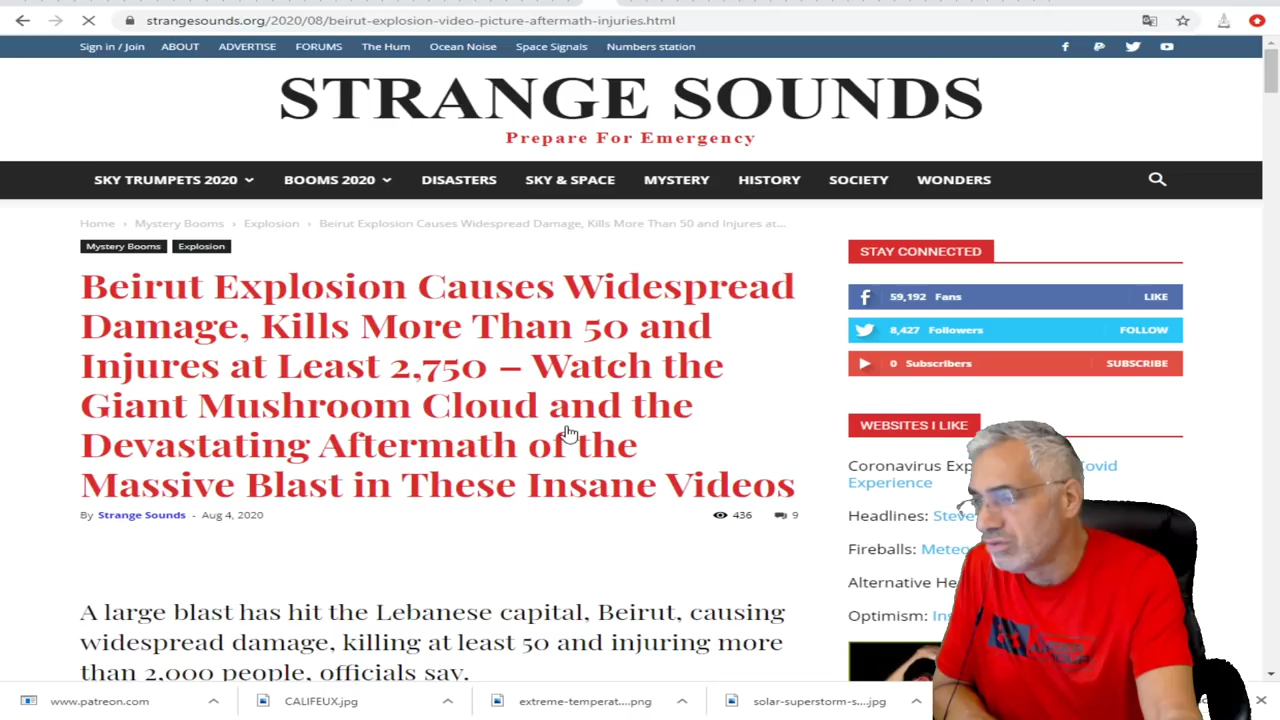 strangesounds.org/2020/08/beirut-explosion-video-picture-aftermath-injuries.html
Sign in / Join ABOUT ADVERTISE FORUMS The Hum Ocean Noise Space Signals Numbers station
STRANGE SOUNDS
Prepare For Emergency
SKY TRUMPETS 2020 BOOMS 2020 DISASTERS SKY & SPACE MYSTERY HISTORY SOCIETY WONDERS
Home › Mystery Booms › Explosion › Beirut Explosion Causes Widespread Damage, Kills More Than 50 and Injures at...
Mystery Booms Explosion
Beirut Explosion Causes Widespread
Damage, Kills More Than 50 and
Injures at Least 2,750 – Watch the
Giant Mushroom Cloud and the
Devastating Aftermath of the
Massive Blast in These Insane Videos
By Strange Sounds - Aug 4, 2020 436 9
A large blast has hit the Lebanese capital, Beirut, causing
widespread damage, killing at least 50 and injuring more
than 2,000 people, officials say.
STAY CONNECTED
59,192 Fans LIKE
8,427 Followers FOLLOW
0 Subscribers SUBSCRIBE
WEBSITES I LIKE
Coronavirus Exp
Experience
Headlines: Steve
Fireballs: Meteo
Alternative He
Optimism: In
www.patreon.com CALIFEUX.jpg extreme-temperat....png solar-superstorm-s....jpg